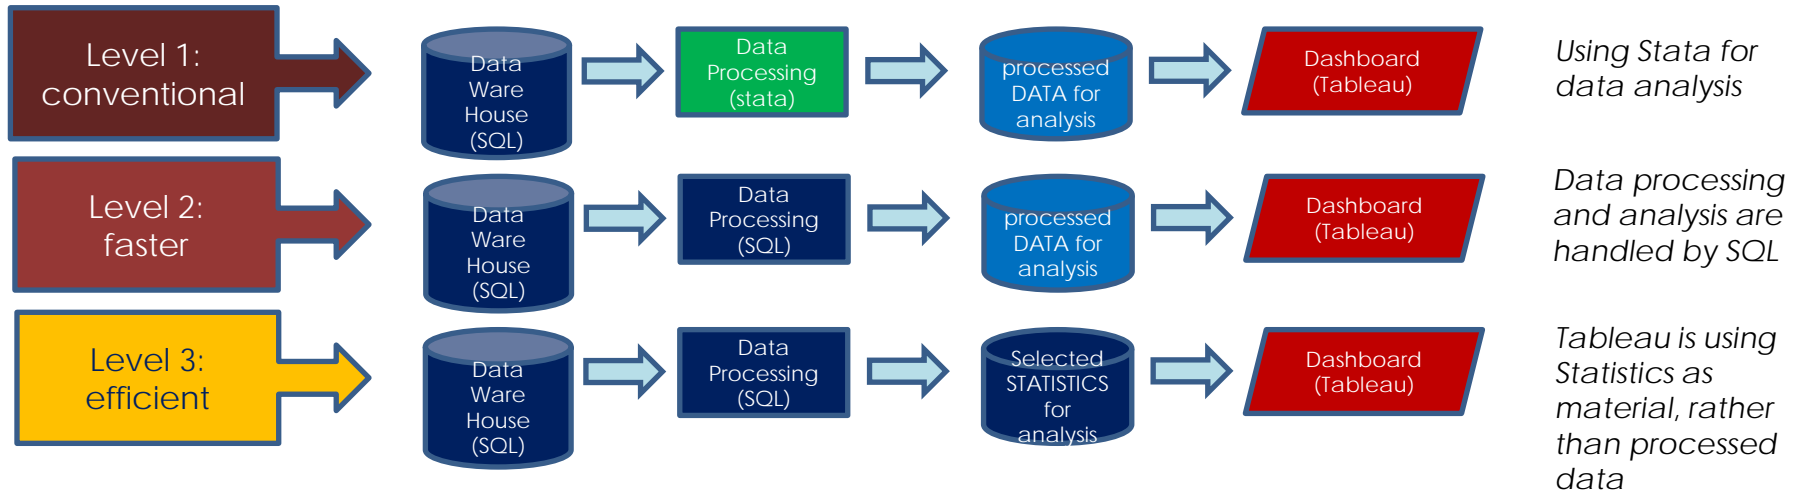 Level 1:
conventional
Data
Ware
House
(SQL)
Data
Processing
(stata)
processed
DATA for
analysis
Dashboard
(Tableau)
Using Stata for
data analysis
Level 2:
faster
Data
Ware
House
(SQL)
Data
Processing
(SQL)
processed
DATA for
analysis
Dashboard
(Tableau)
Data processing
and analysis are
handled by SQL
Level 3:
efficient
Data
Ware
House
(SQL)
Data
Processing
(SQL)
Selected
STATISTICS
for
analysis
Dashboard
(Tableau)
Tableau is using
Statistics as
material, rather
than processed
data